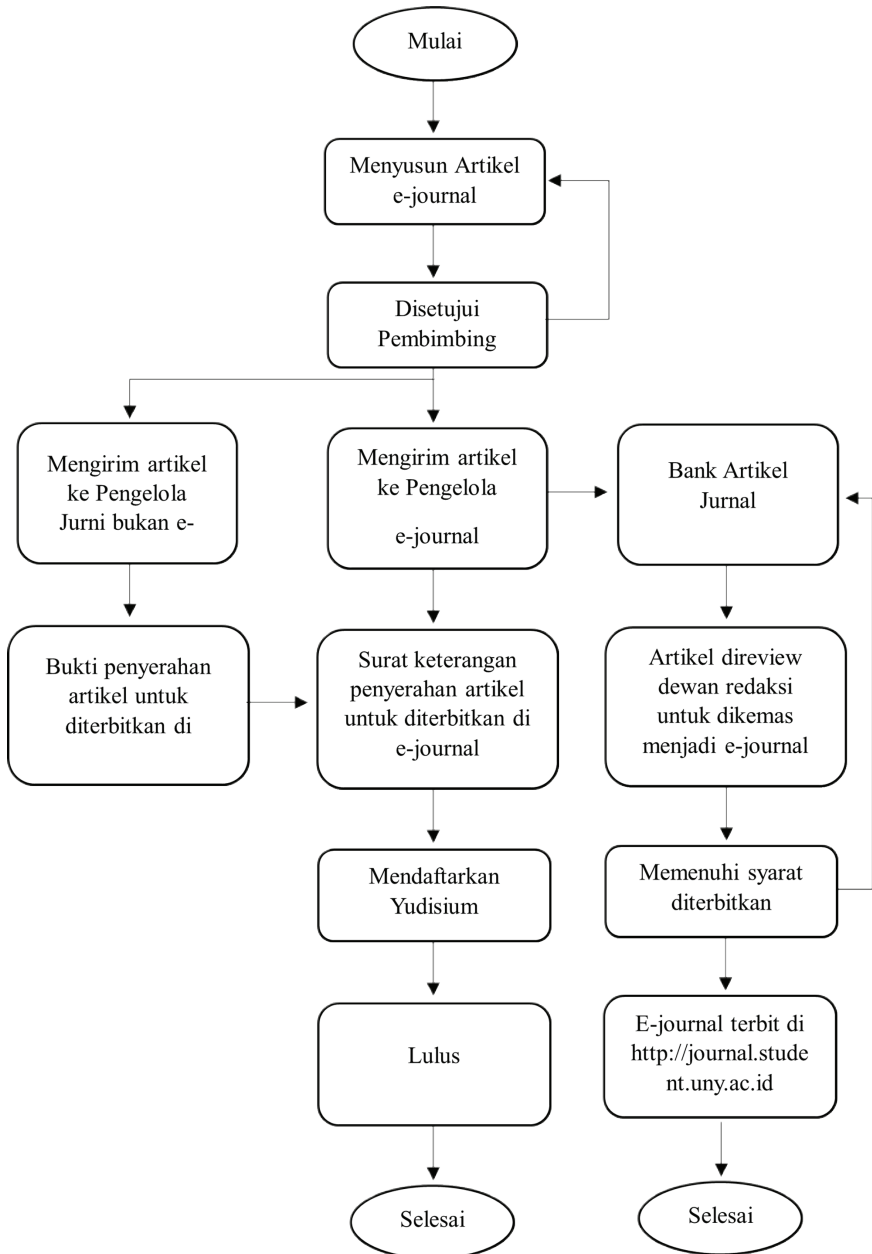 Mulai
Menyusun Artikel
e-journal
Disetujui
Pembimbing
Mengirim artikel
ke Pengelola
Jurni bukan e-
Mengirim artikel
ke Pengelola
e-journal
Bank Artikel
Jurnal
Bukti penyerahan
artikel untuk
diterbitkan di
Surat keterangan
penyerahan artikel
untuk diterbitkan di
e-journal
Artikel direview
dewan redaksi
untuk dikemas
menjadi e-journal
Mendaftarkan
Yudisium
Memenuhi syarat
diterbitkan
Lulus
E-journal terbit di
http://journal.stude
nt.uny.ac.id
Selesai
Selesai